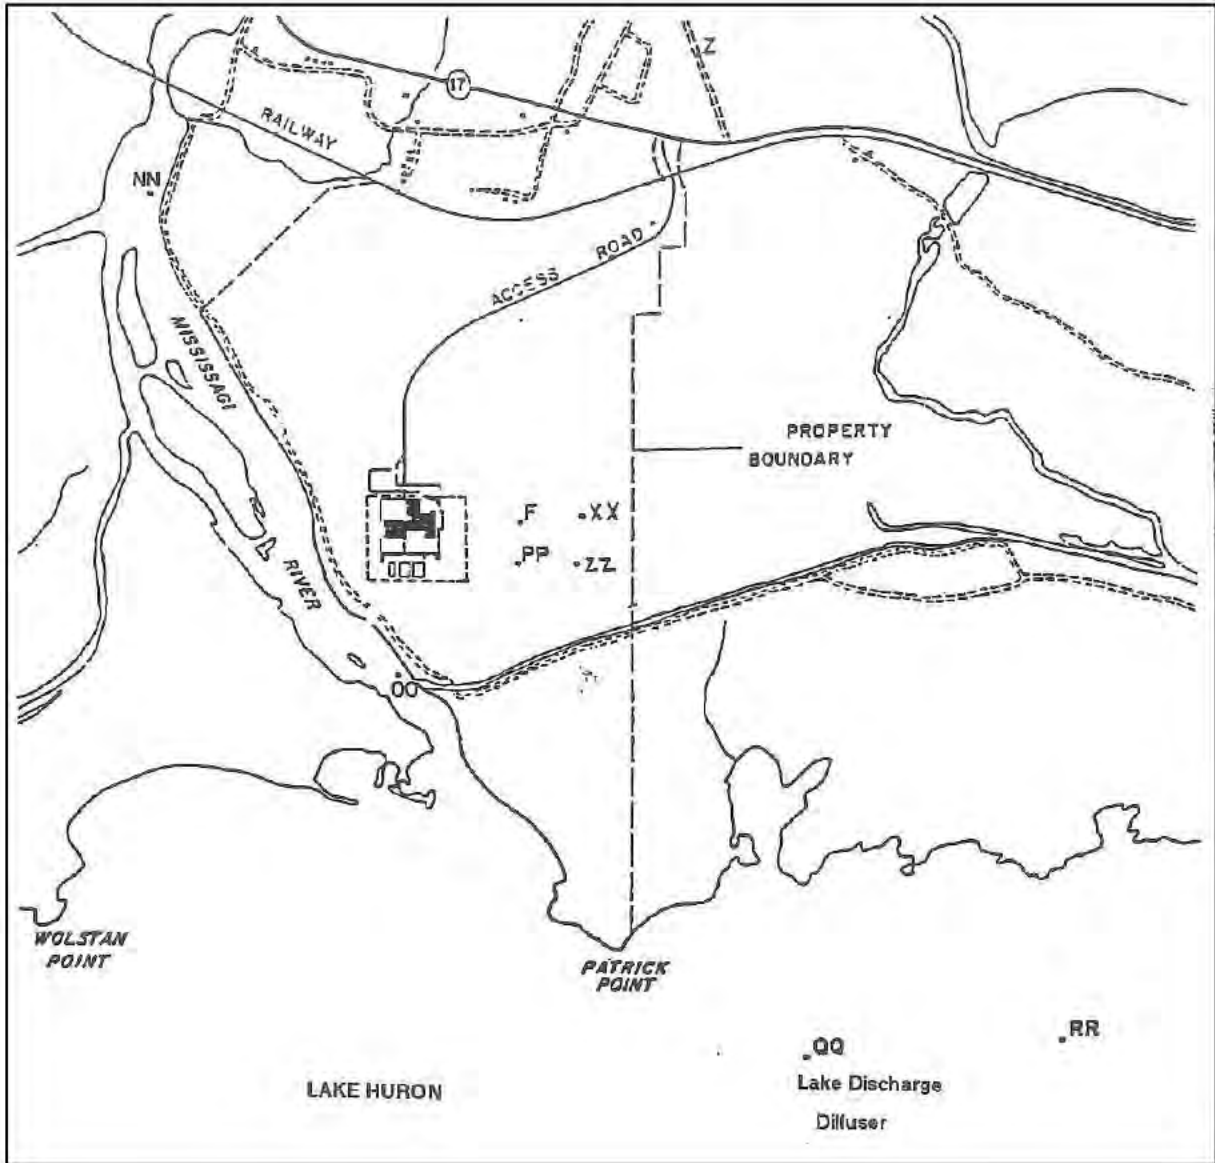 Z
17
RAILWAY
NN
ACCESS ROAD
MISSISSAGI
PROPERTY
BOUNDARY
F
XX
PP
ZZ
RIVER
OO
WOLSTAN
POINT
PATRICK
POINT
RR
QQ
LAKE HURON
Lake Discharge
Diffuser